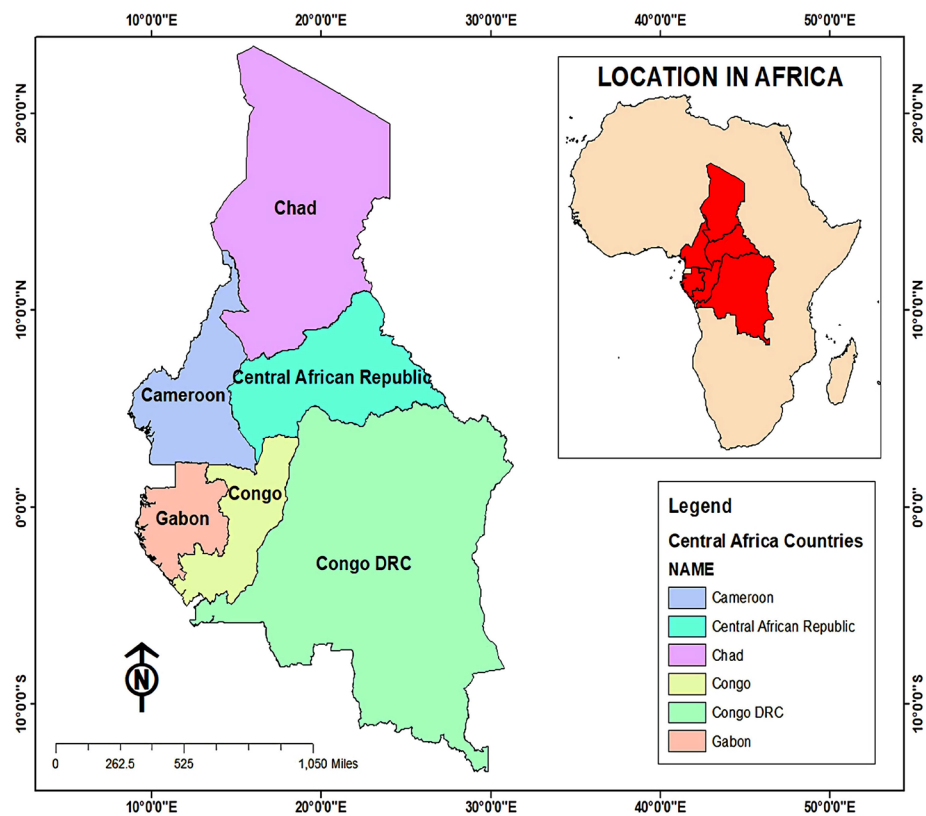 10°0'0"E 20°0'0"E 30°0'0"E 40°0'0"E 50°0'0"E
LOCATION IN AFRICA
20°0'0"N
20°0'0"N
Chad
10°0'0"N
10°0'0"N
Central African Republic
Cameroon
Congo
Gabon
0°0'0"
0°0'0"
Congo DRC
Legend
Central Africa Countries
NAME
Cameroon
Central African Republic
Chad
Congo
Congo DRC
Gabon
N
10°0'0"S
10°0'0"S
0 262.5 525 1,050 Miles
10°0'0"E 20°0'0"E 30°0'0"E 40°0'0"E 50°0'0"E